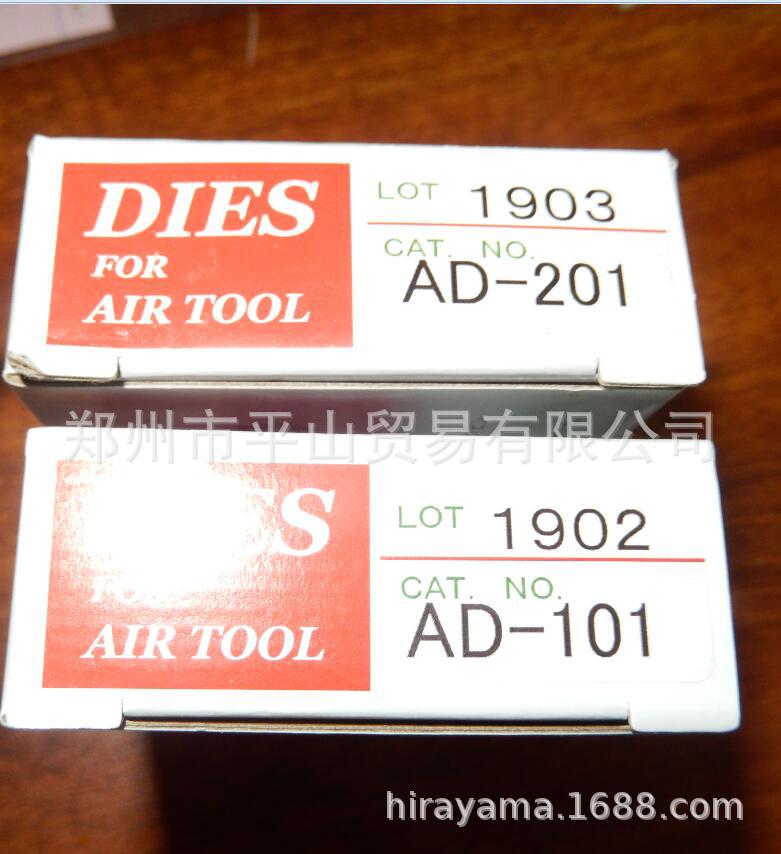 DIES
FOR
AIR TOOL
LOT 1903
CAT. NO.
AD-201
郑州市平山贸易有限公司
DIES
AIR TOOL
LOT 1902
CAT. NO.
AD-101
hirayama.1688.com